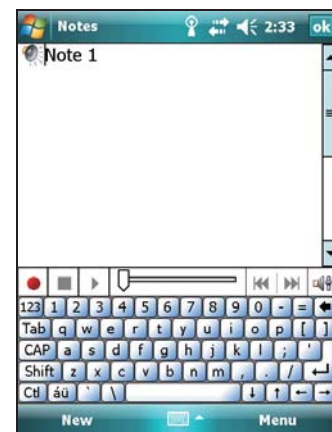 Notes 2:33 ok
Note 1
123 1 2 3 4 5 6 7 8 9 0 - =
Tab q w e r t y u i o p [ ]
CAP a s d f g h j k l ; '
Shift z x c v b n m , . /
Ctl áü ` \
New Menu